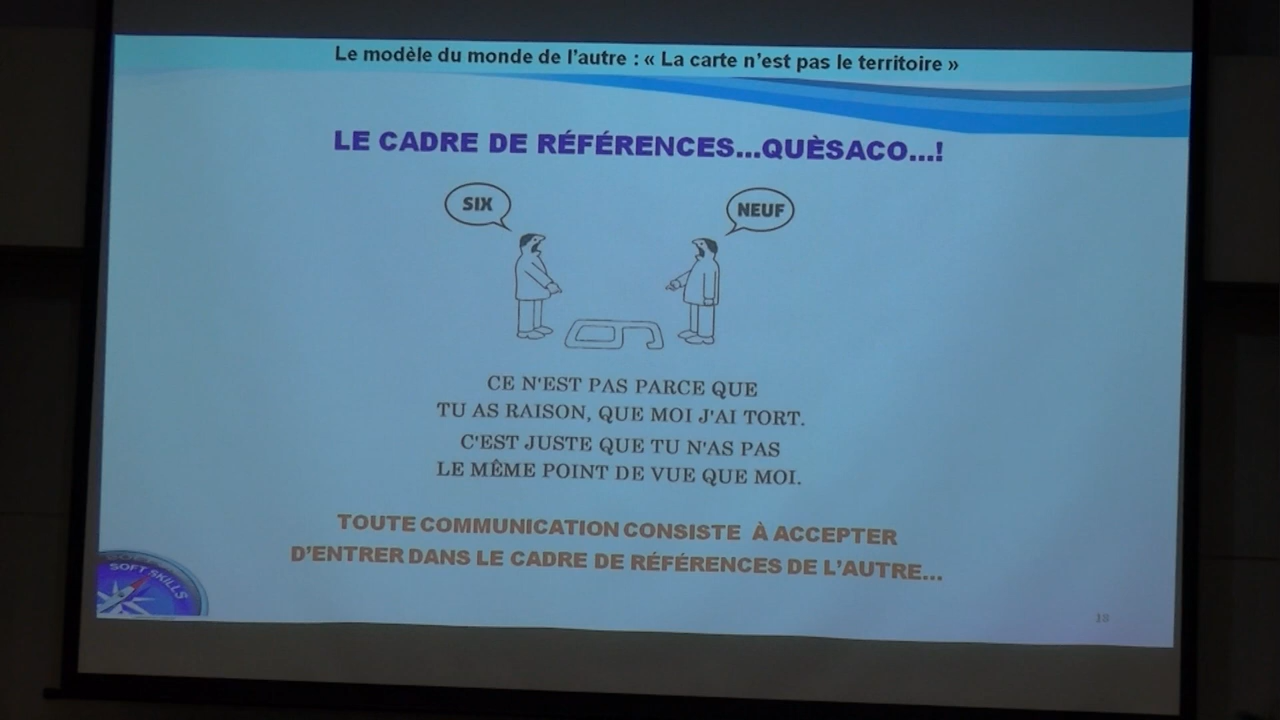 Le modèle du monde de l'autre : « La carte n'est pas le territoire »
LE CADRE DE RÉFÉRENCES...QUÈSACO...!
SIX
NEUF
CE N'EST PAS PARCE QUE
TU AS RAISON, QUE MOI J'AI TORT.
C'EST JUSTE QUE TU N'AS PAS
LE MÊME POINT DE VUE QUE MOI.
TOUTE COMMUNICATION CONSISTE À ACCEPTER
D'ENTRER DANS LE CADRE DE RÉFÉRENCES DE L'AUTRE...
SOFT SKILLS
18